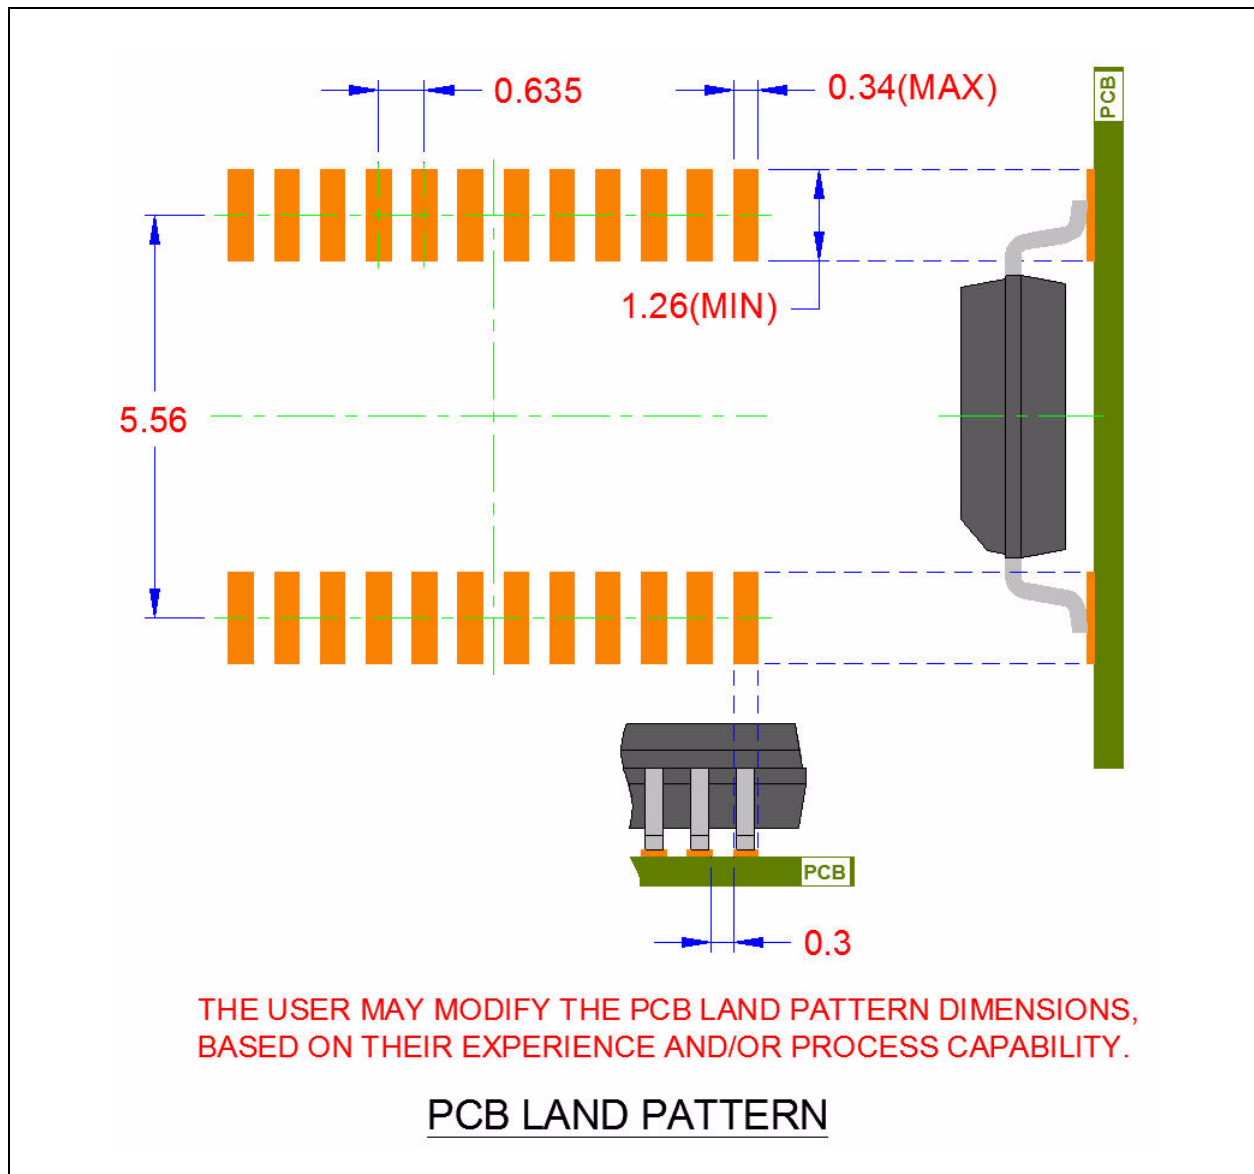 0.635
0.34(MAX)
PCB
1.26(MIN)
5.56
PCB
0.3
THE USER MAY MODIFY THE PCB LAND PATTERN DIMENSIONS,
BASED ON THEIR EXPERIENCE AND/OR PROCESS CAPABILITY.
PCB LAND PATTERN